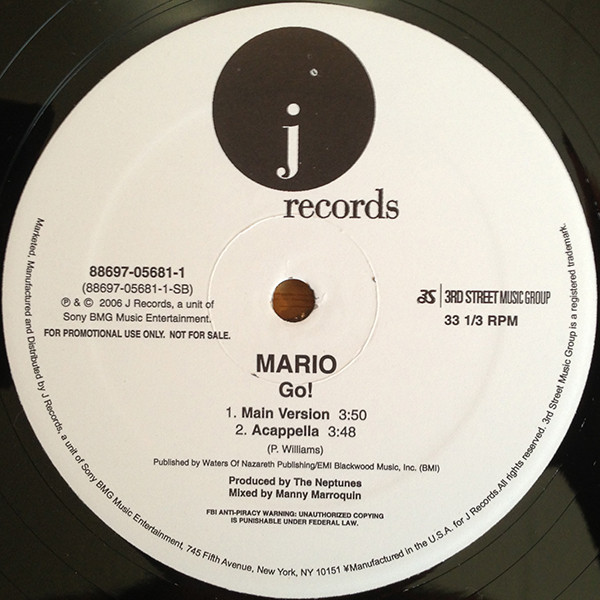 j
records
88697-05681-1
(88697-05681-1-SB)
℗ & © 2006 J Records, a unit of
Sony BMG Music Entertainment.
FOR PROMOTIONAL USE ONLY. NOT FOR SALE.
3S | 3RD STREET MUSIC GROUP
33 1/3 RPM
MARIO
Go!
1. Main Version 3:50
2. Acappella 3:48
(P. Williams)
Published by Waters Of Nazareth Publishing/EMI Blackwood Music, Inc. (BMI)
Produced by The Neptunes
Mixed by Manny Marroquin
FBI ANTI-PIRACY WARNING: UNAUTHORIZED COPYING
IS PUNISHABLE UNDER FEDERAL LAW.
Marketed, Manufactured and Distributed by J Records, a unit of Sony BMG Music Entertainment, 745 Fifth Avenue, New York, NY 10151 ¥Manufactured in the U.S.A. for J Records.All rights reserved. 3rd Street Music Group is a registered trademark.